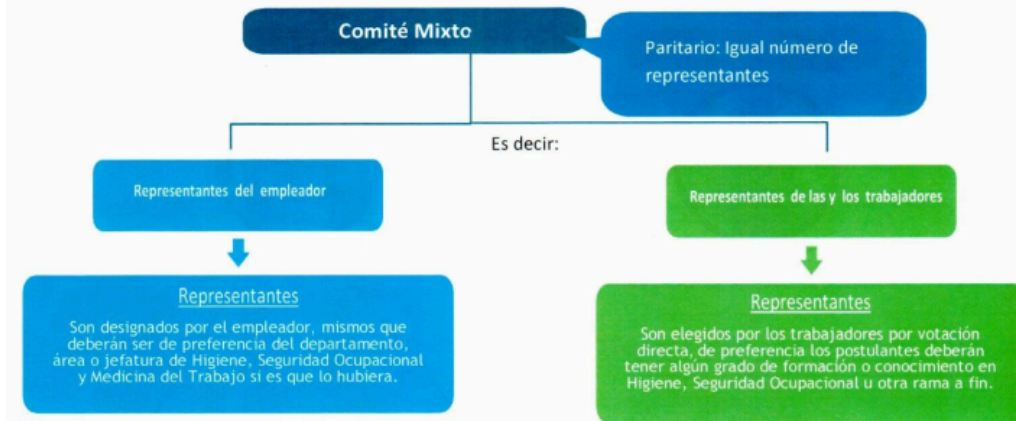 Comité Mixto
Paritario: Igual número de
representantes
Es decir:
Representantes del empleador
Representantes de las y los trabajadores
Representantes
Son designados por el empleador, mismos que
deberán ser de preferencia del departamento,
área o jefatura de Higiene, Seguridad Ocupacional
y Medicina del Trabajo si es que lo hubiera.
Representantes
Son elegidos por los trabajadores por votación
directa, de preferencia los postulantes deberán
tener algún grado de formación o conocimiento en
Higiene, Seguridad Ocupacional u otra rama a fin.